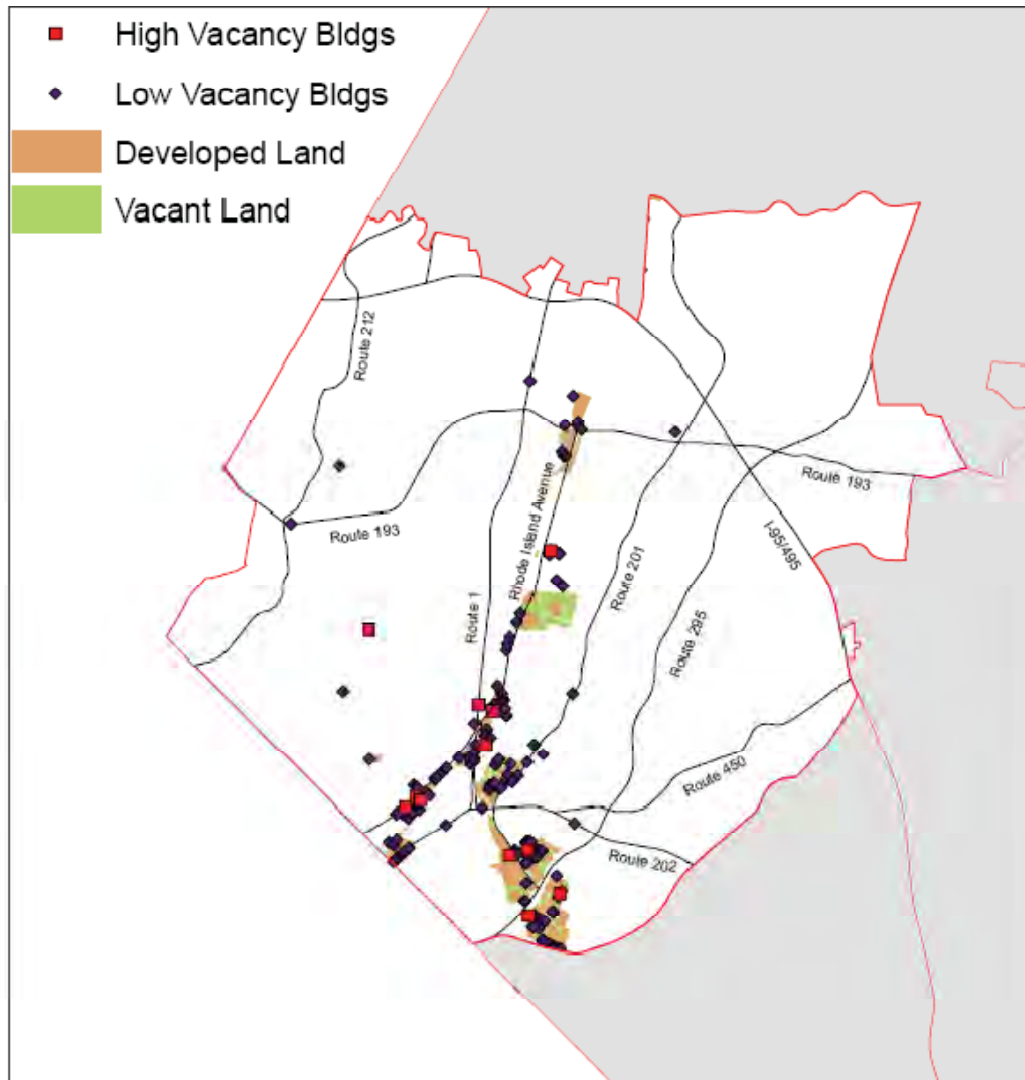 High Vacancy Bldgs
Low Vacancy Bldgs
Developed Land
Vacant Land
Route 212
Route 193
Route 193
Rhode Island Avenue
I-95/495
Route 201
Route 1
Route 295
Route 450
Route 202